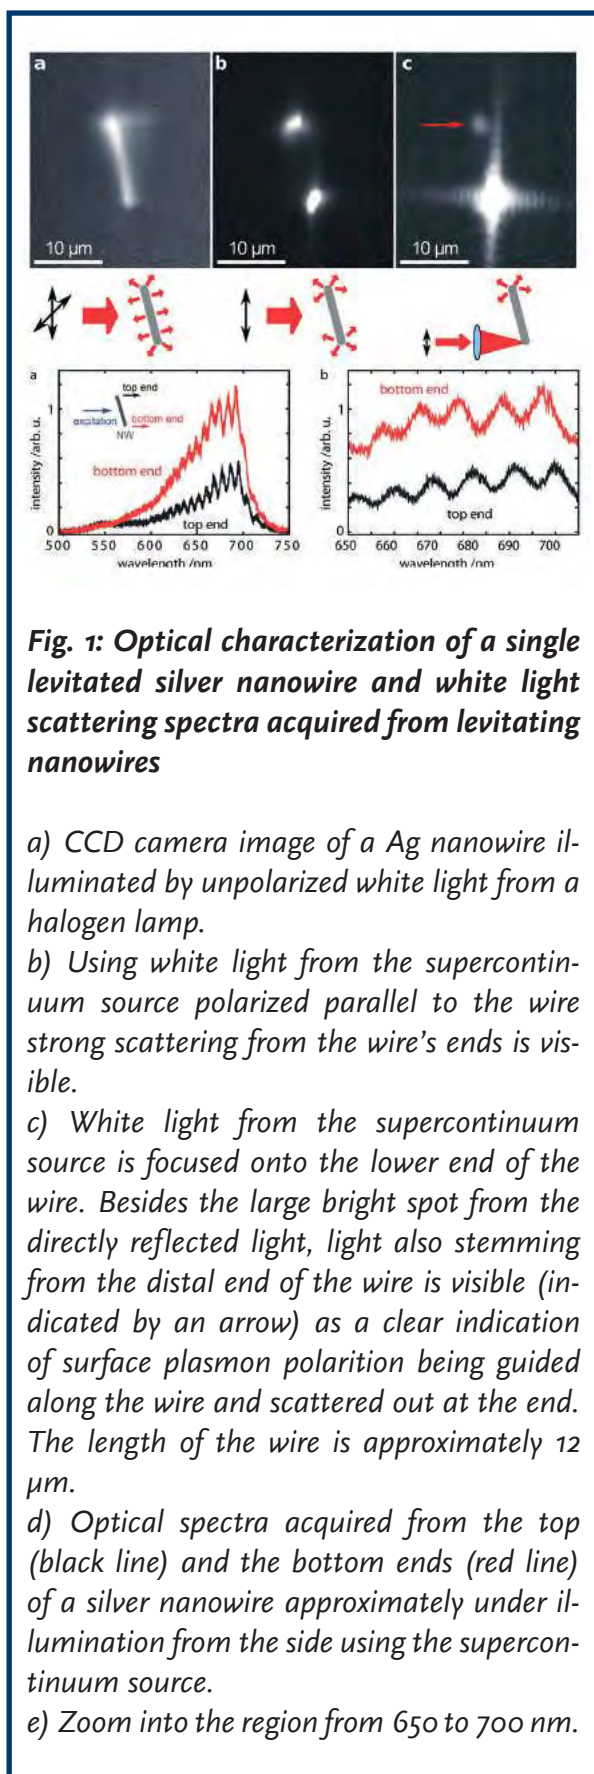 a b c
10 µm 10 µm 10 µm
a
top end
excitation
bottom end
NW
bottom end
top end
intensity /arb. u.
1
0
500 550 600 650 700 750
wavelength /nm
b
bottom end
top end
intensity /arb. u.
1
0
650 660 670 680 690 700
wavelength /nm
Fig. 1: Optical characterization of a single
levitated silver nanowire and white light
scattering spectra acquired from levitating
nanowires
a) CCD camera image of a Ag nanowire il-
luminated by unpolarized white light from a
halogen lamp.
b) Using white light from the supercontin-
uum source polarized parallel to the wire
strong scattering from the wire's ends is vis-
ible.
c) White light from the supercontinuum
source is focused onto the lower end of the
wire. Besides the large bright spot from the
directly reflected light, light also stemming
from the distal end of the wire is visible (in-
dicated by an arrow) as a clear indication
of surface plasmon polarition being guided
along the wire and scattered out at the end.
The length of the wire is approximately 12
µm.
d) Optical spectra acquired from the top
(black line) and the bottom ends (red line)
of a silver nanowire approximately under il-
lumination from the side using the supercon-
tinuum source.
e) Zoom into the region from 650 to 700 nm.